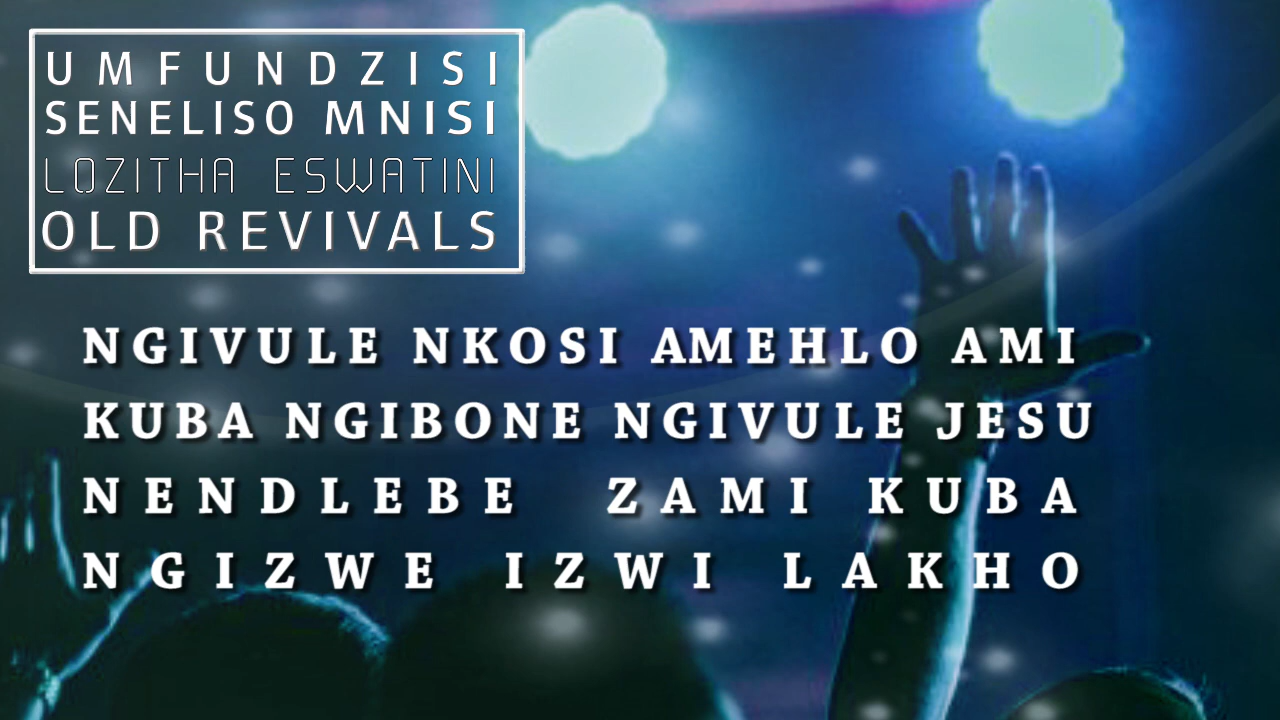 UMFUNDZISI
SENELISO MNISI
LOZITHA ESWATINI
OLD REVIVALS
NGIVULE NKOSI AMEHLO AMI
KUBA NGIBONE NGIVULE JESU
NENDLEBE ZAMI KUBA
NGIZWE IZWI LAKHO